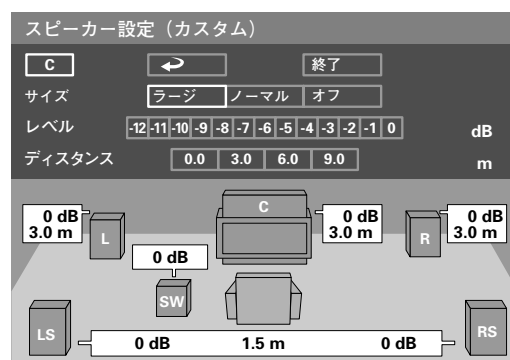 スピーカー設定（カスタム）
C 終了
サイズ ラージ ノーマル オフ
レベル -12 -11 -10 -9 -8 -7 -6 -5 -4 -3 -2 -1 0 dB
ディスタンス 0.0 3.0 6.0 9.0 m
0 dB C 0 dB 0 dB
3.0 m L 3.0 m R 3.0 m
0 dB
SW
LS 0 dB 1.5 m 0 dB RS